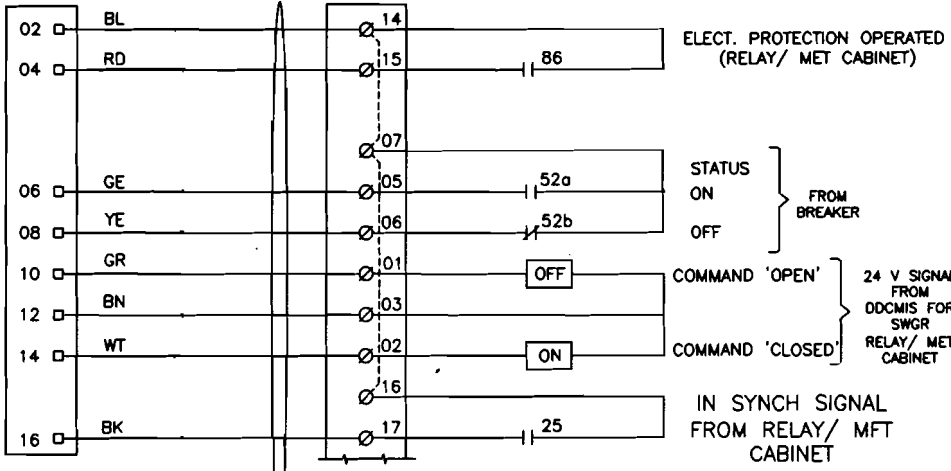 02 BL 14
ELECT. PROTECTION OPERATED
04 RD 15 86 (RELAY/ MET CABINET)
07
STATUS
06 GE 05 52a ON
FROM
BREAKER
08 YE 06 52b OFF
10 GR 01 OFF COMMAND 'OPEN'
12 BN 03
14 WT 02 ON COMMAND 'CLOSED'
24 V SIGNAL
FROM
DDCMIS FOR
SWGR
RELAY/ MET
CABINET
16
IN SYNCH SIGNAL
16 BK 17 25 FROM RELAY/ MFT
CABINET